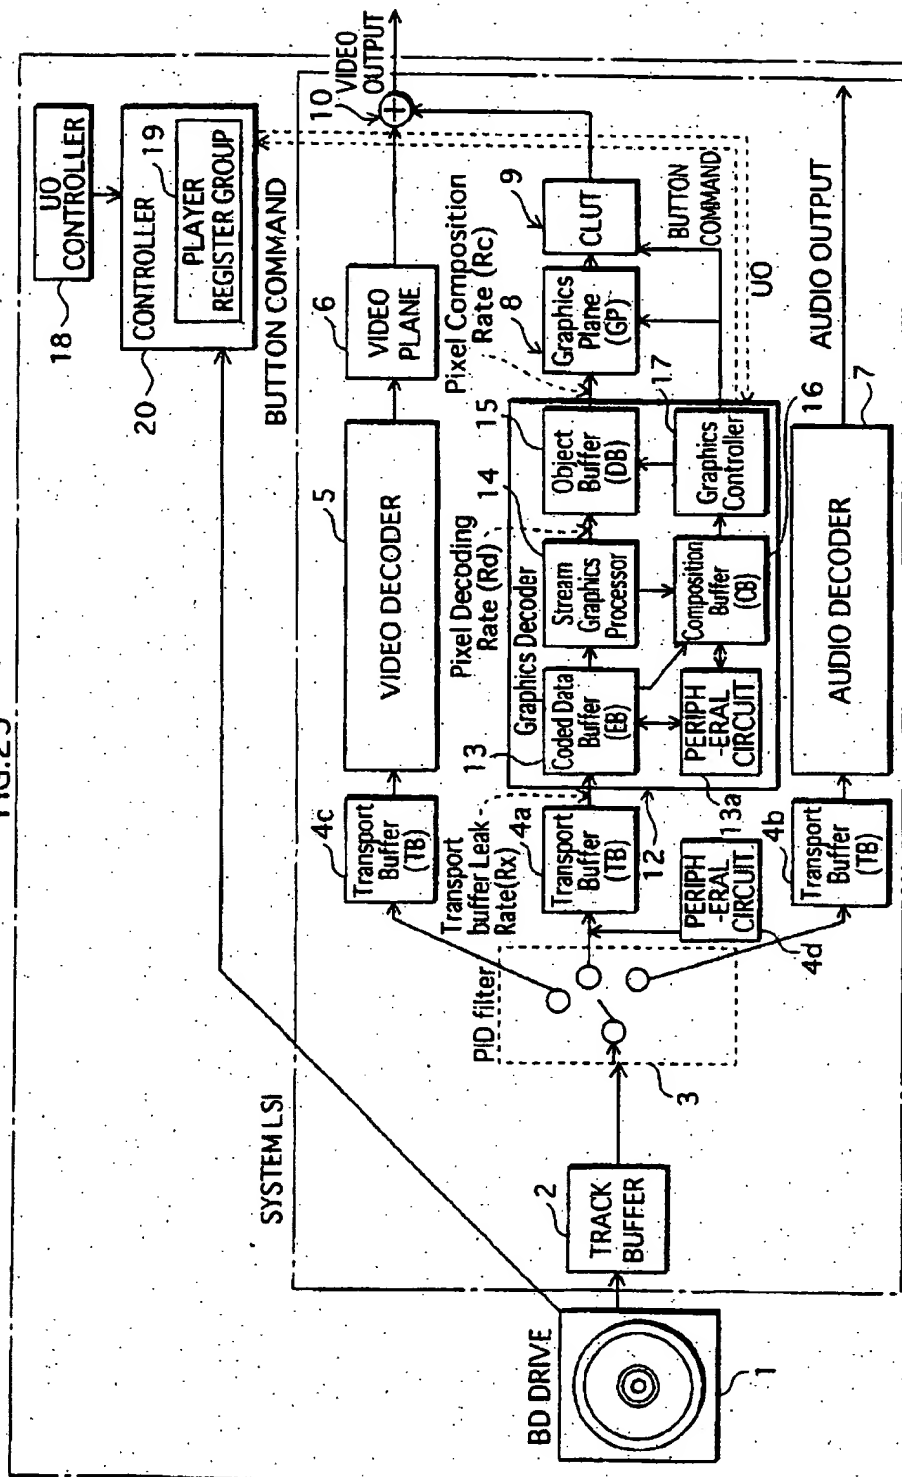 FIG.25
UO
CONTROLLER
18
CONTROLLER
19
PLAYER
REGISTER GROUP
20
BUTTON COMMAND
SYSTEM LSI
10
VIDEO
OUTPUT
6
VIDEO
PLANE
5
VIDEO DECODER
4c
Transport
Buffer
(TB)
Pixel Composition
Rate (Rc)
9
CLUT
8
Graphics
Plane
(GP)
BUTTON
COMMAND
UO
AUDIO OUTPUT
Pixel Decoding
Rate (Rd)
15
Object
Buffer
(DB)
17
Graphics
Controller
16
14
Graphics Decoder
Stream
Graphics
Processor
Composition
Buffer
(CB)
13
Coded Data
Buffer
(EB)
PERIPH
-ERAL
CIRCUIT
13a
12
Transport
buffer Leak
Rate(Rx)
4a
Transport
Buffer
(TB)
PERIPH
-ERAL
CIRCUIT
4d
4b
Transport
Buffer
(TB)
7
AUDIO DECODER
PID filter
3
2
TRACK
BUFFER
BD DRIVE
1